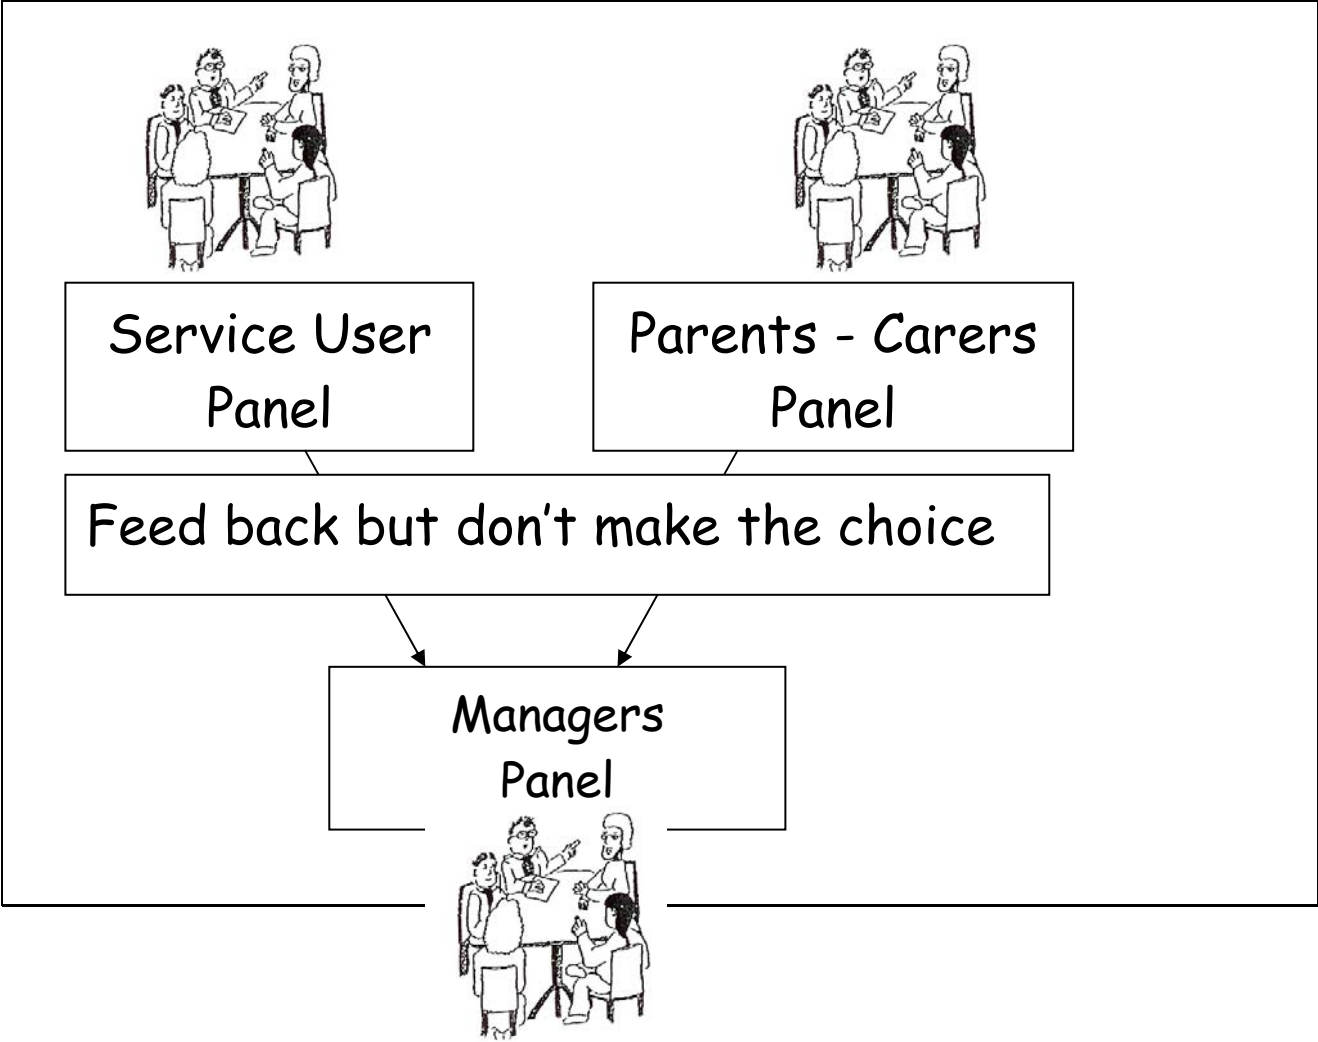 Service User
Panel
Parents - Carers
Panel
Feed back but don't make the choice
Managers
Panel